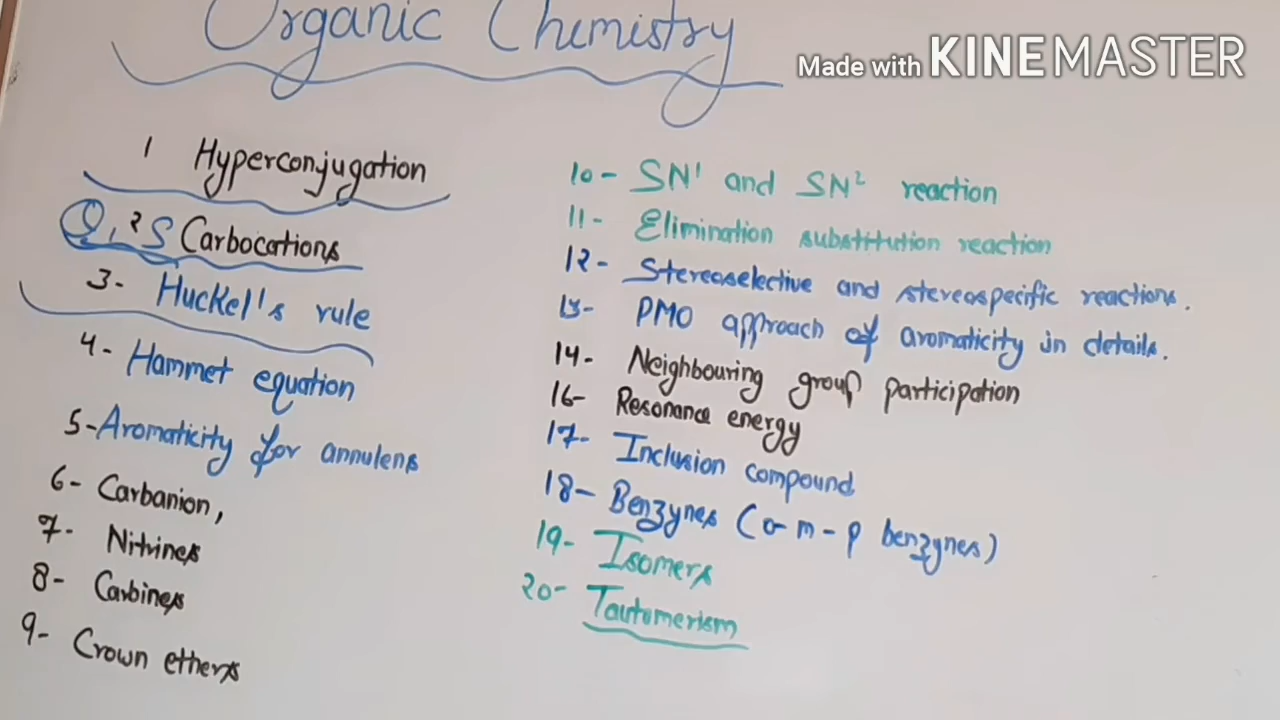 Organic Chemistry
Made with KINEMASTER
1 Hyperconjugation
2 Carbocations
3- Huckel's rule
4- Hammet equation
5- Aromaticity for annulens
6- Carbanion,
7- Nitrines
8- Carbines
9- Crown ethers
10- SN1 and SN2 reaction
11- Elimination substitution reaction
12- Stereoselective and stereospecific reactions.
13- PMO approach of aromaticity in details.
14- Neighbouring group participation
16- Resonance energy
17- Inclusion compound
18- Benzynes (o- m- p benzynes)
19- Isomers
20- Tautomerism